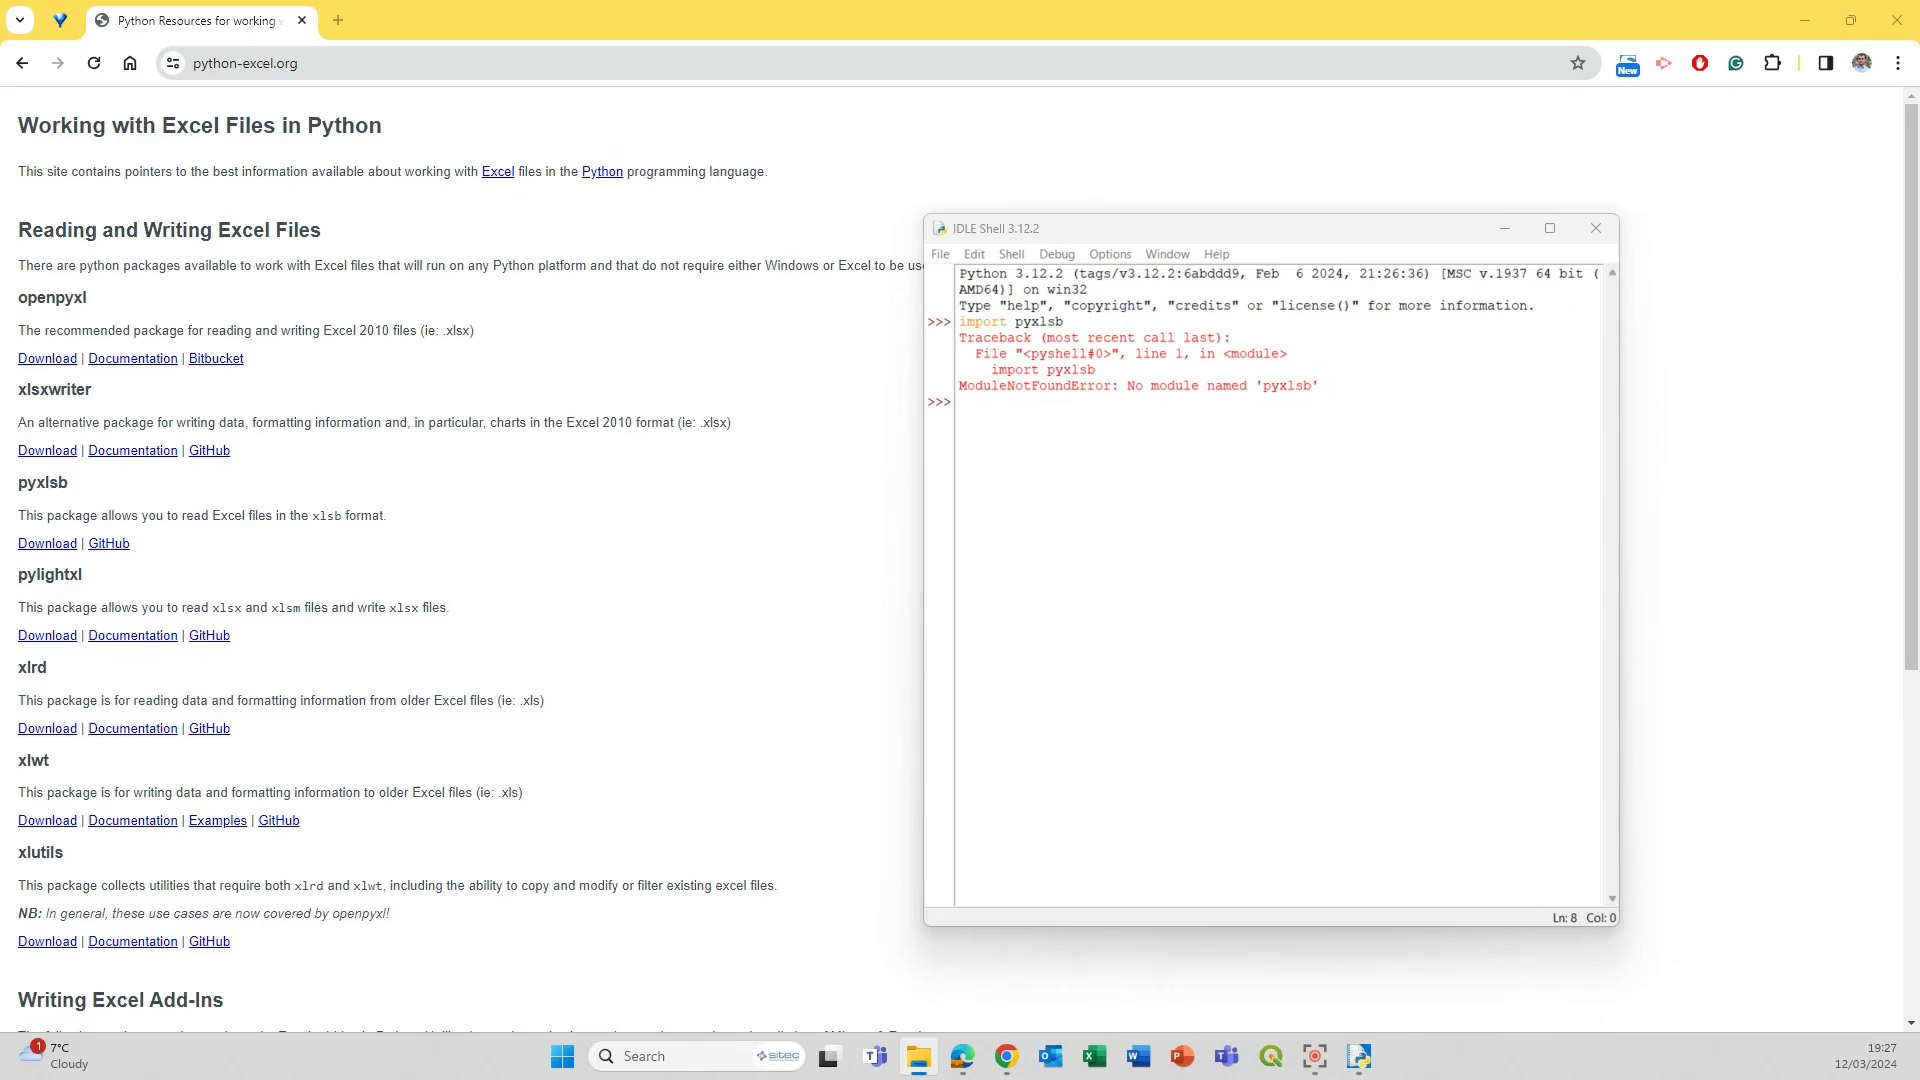 Python Resources for working
python-excel.org
New
Working with Excel Files in Python
This site contains pointers to the best information available about working with Excel files in the Python programming language.
Reading and Writing Excel Files
There are python packages available to work with Excel files that will run on any Python platform and that do not require either Windows or Excel to be
openpyxl
The recommended package for reading and writing Excel 2010 files (ie: .xlsx)
Download | Documentation | Bitbucket
xlsxwriter
An alternative package for writing data, formatting information and, in particular, charts in the Excel 2010 format (ie: .xlsx)
Download | Documentation | GitHub
pyxlsb
This package allows you to read Excel files in the xlsb format.
Download | GitHub
pylightxl
This package allows you to read xlsx and xlsm files and write xlsx files.
Download | Documentation | GitHub
xlrd
This package is for reading data and formatting information from older Excel files (ie: .xls)
Download | Documentation | GitHub
xlwt
This package is for writing data and formatting information to older Excel files (ie: .xls)
Download | Documentation | Examples | GitHub
xlutils
This package collects utilities that require both xlrd and xlwt, including the ability to copy and modify or filter existing excel files.
NB: In general, these use cases are now covered by openpyxl!
Download | Documentation | GitHub
Writing Excel Add-Ins
IDLE Shell 3.12.2
File Edit Shell Debug Options Window Help
Python 3.12.2 (tags/v3.12.2:6abddd9, Feb  6 2024, 21:26:36) [MSC v.1937 64 bit (
AMD64)] on win32
Type "help", "copyright", "credits" or "license()" for more information.
>>> import pyxlsb
Traceback (most recent call last):
File "<pyshell#0>", line 1, in <module>
import pyxlsb
ModuleNotFoundError: No module named 'pyxlsb'
>>>
Ln: 8 Col: 0
1
7°C
Cloudy
Search
sitec
19:27
12/03/2024